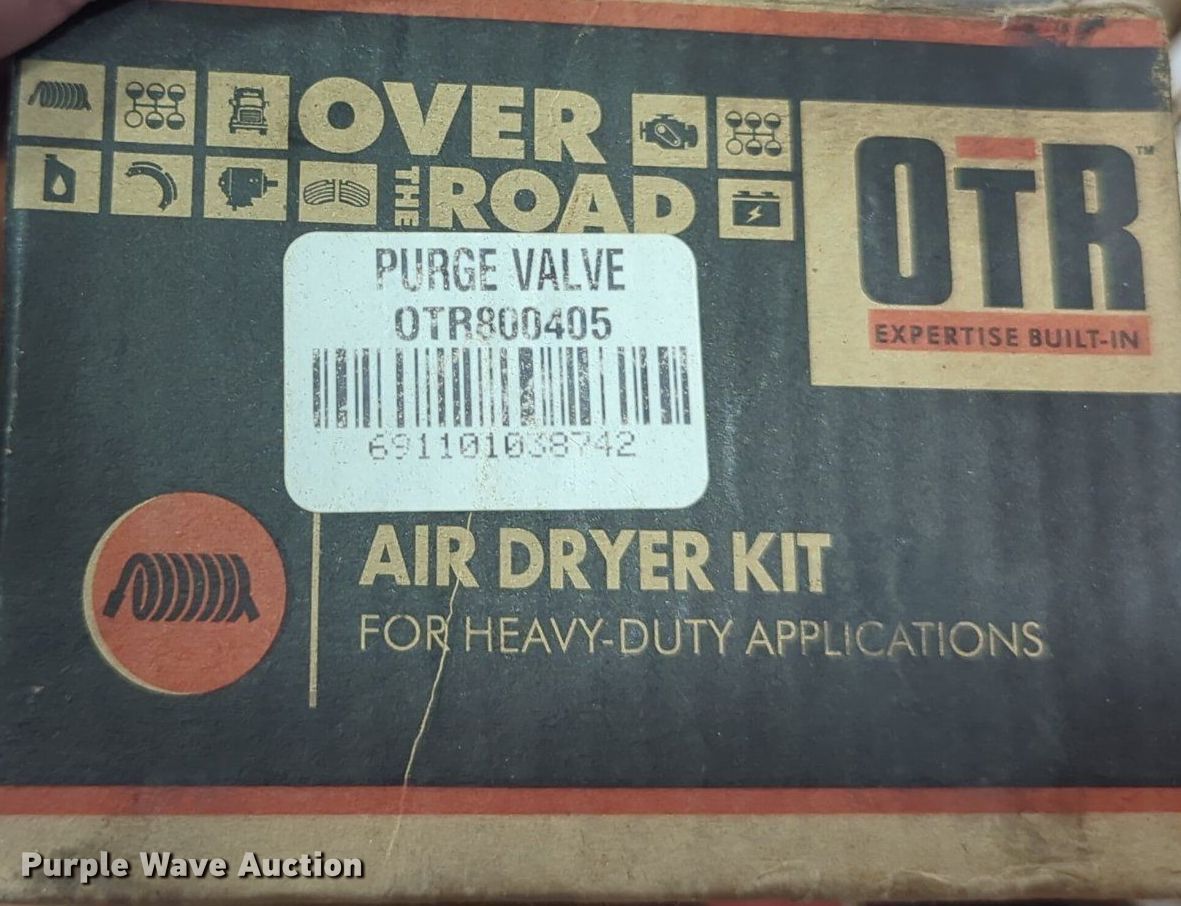 OVER
THE ROAD
OTR™
EXPERTISE BUILT-IN
PURGE VALVE
OTR800405
691101038742
AIR DRYER KIT
FOR HEAVY-DUTY APPLICATIONS
Purple Wave Auction